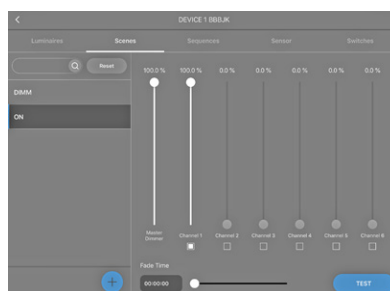 DEVICE 1 BBBJK
Luminaires Scenes Sequences Sensor Switches
Reset
100.0 % 100.0 % 0.0 % 0.0 % 0.0 % 0.0 % 0.0 %
DIMM
ON
Master Dimmer Channel 1 Channel 2 Channel 3 Channel 4 Channel 5 Channel 6
Fade Time
00:00:00
TEST